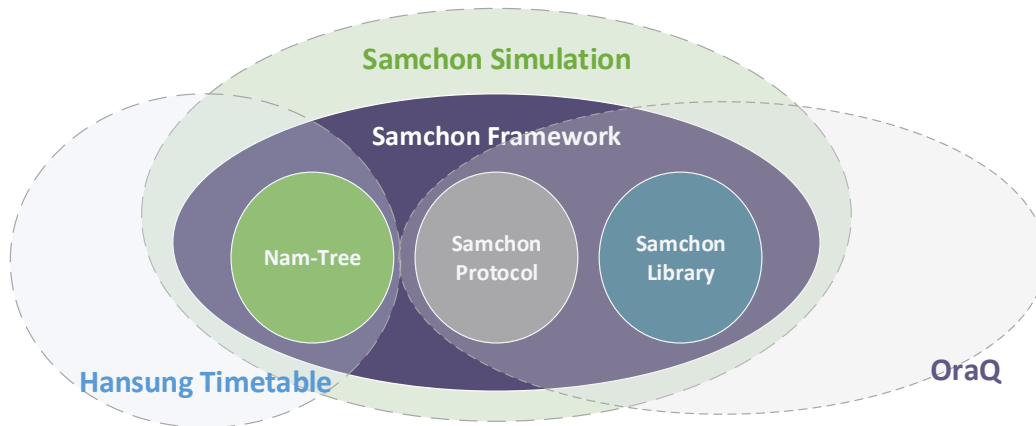 Samchon Simulation
Samchon Framework
Nam-Tree
Samchon
Protocol
Samchon
Library
Hansung Timetable
OraQ